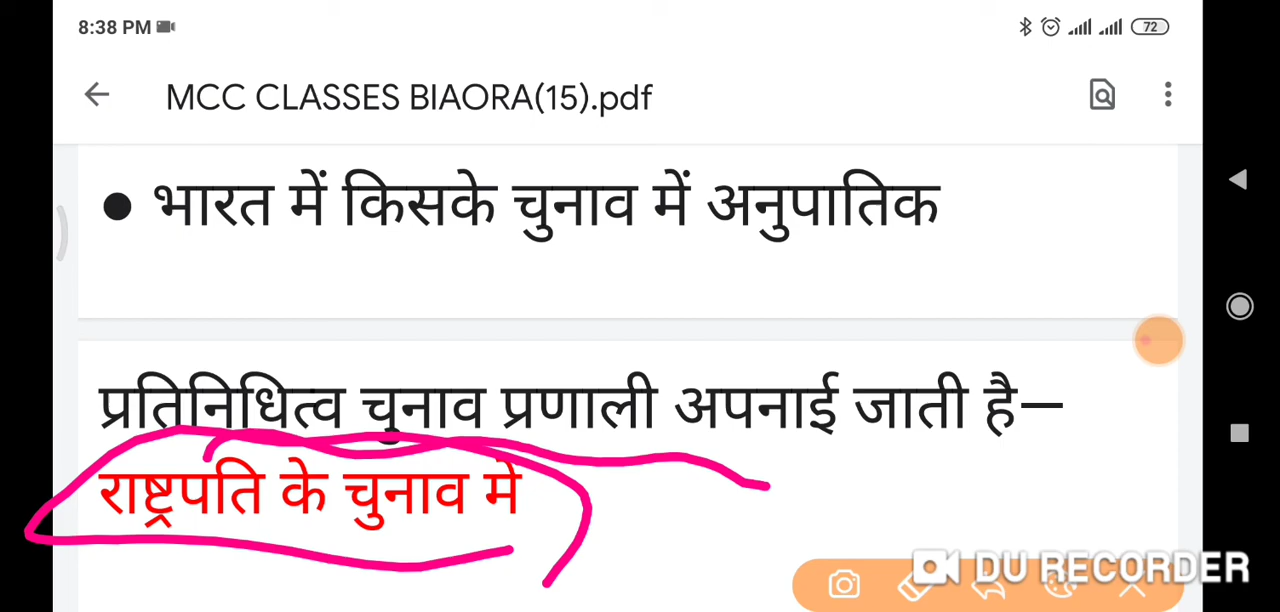 8:38 PM
72
MCC CLASSES BIAORA(15).pdf
● भारत में किसके चुनाव में अनुपातिक
प्रतिनिधित्व चुनाव प्रणाली अपनाई जाती है—
राष्ट्रपति के चुनाव में
DU RECORDER